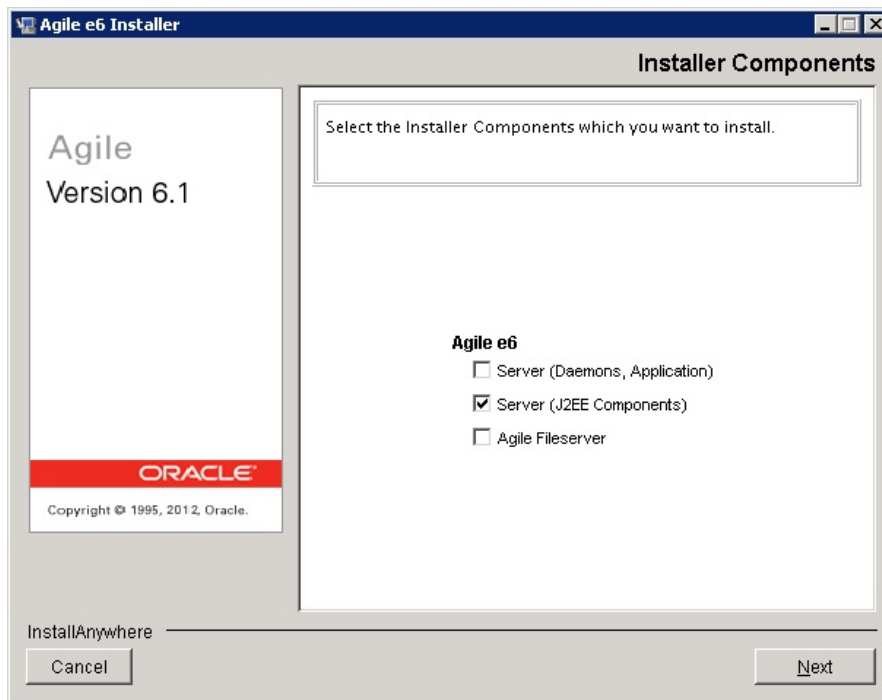 Agile e6 Installer
Installer Components
Agile
Version 6.1
Select the Installer Components which you want to install.
Agile e6
Server (Daemons, Application)
Server (J2EE Components)
Agile Fileserver
ORACLE®
Copyright © 1995, 2012, Oracle.
InstallAnywhere
Cancel
Next